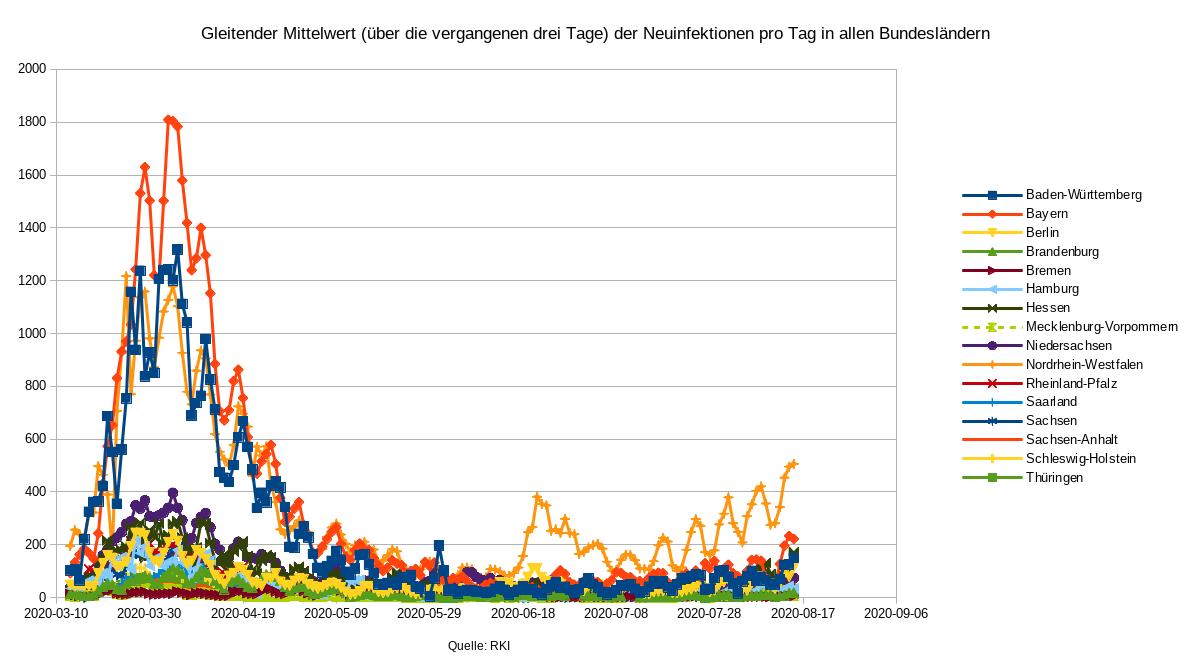 Gleitender Mittelwert (über die vergangenen drei Tage) der Neuinfektionen pro Tag in allen Bundesländern
2000
1800
1600
1400
1200
1000
800
600
400
200
0
2020-03-10 2020-03-30 2020-04-19 2020-05-09 2020-05-29 2020-06-18 2020-07-08 2020-07-28 2020-08-17 2020-09-06
Baden-Württemberg
Bayern
Berlin
Brandenburg
Bremen
Hamburg
Hessen
Mecklenburg-Vorpommern
Niedersachsen
Nordrhein-Westfalen
Rheinland-Pfalz
Saarland
Sachsen
Sachsen-Anhalt
Schleswig-Holstein
Thüringen
Quelle: RKI